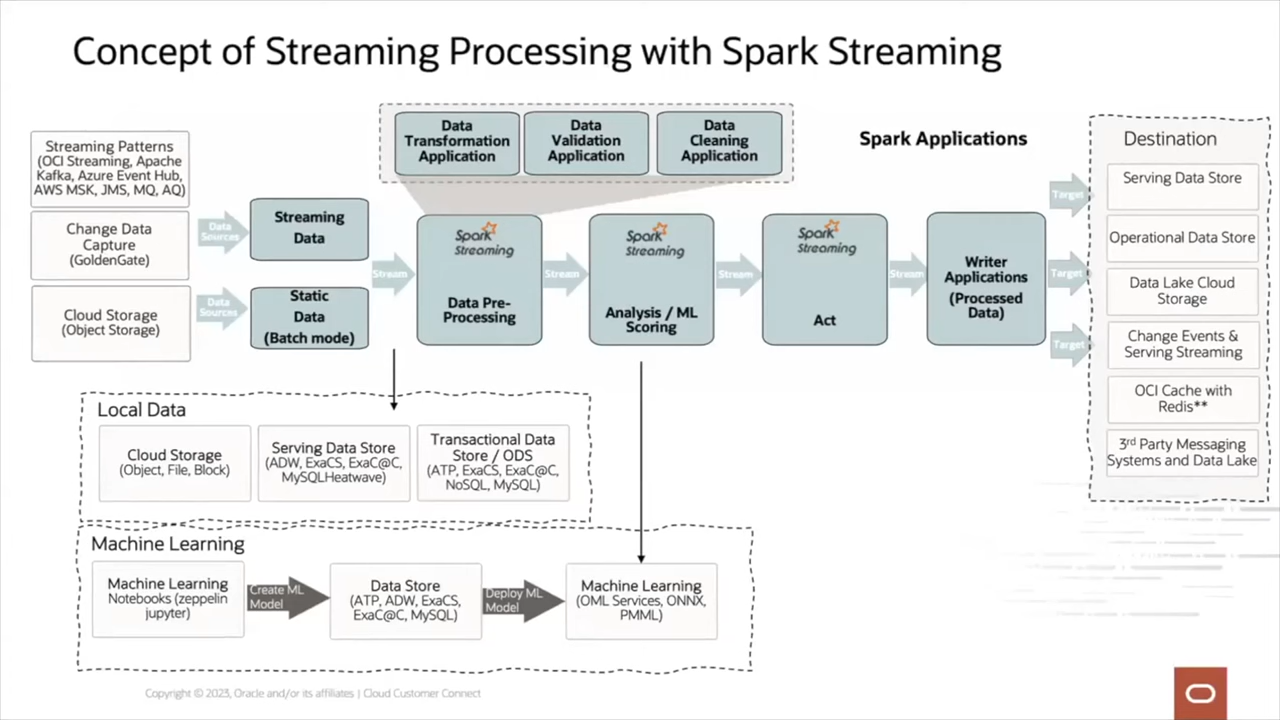 Concept of Streaming Processing with Spark Streaming
Streaming Patterns
(OCI Streaming, Apache
Kafka, Azure Event Hub,
AWS MSK, JMS, MQ, AQ)
Change Data
Capture
(GoldenGate)
Cloud Storage
(Object Storage)
Data
Sources
Data
Sources
Streaming
Data
Static
Data
(Batch mode)
Stream
Data
Transformation
Application
Data
Validation
Application
Data
Cleaning
Application
Spark Applications
Spark
Streaming
Data Pre-
Processing
Stream
Spark
Streaming
Analysis / ML
Scoring
Stream
Spark
Streaming
Act
Stream
Writer
Applications
(Processed
Data)
Target
Target
Target
Destination
Serving Data Store
Operational Data Store
Data Lake Cloud
Storage
Change Events &
Serving Streaming
OCI Cache with
Redis**
3rd Party Messaging
Systems and Data Lake
Local Data
Cloud Storage
(Object, File, Block)
Serving Data Store
(ADW, ExaCS, ExaC@C,
MySQLHeatwave)
Transactional Data
Store / ODS
(ATP, ExaCS, ExaC@C,
NoSQL, MySQL)
Machine Learning
Machine Learning
Notebooks (zeppelin
jupyter)
Create ML
Model
Data Store
(ATP, ADW, ExaCS,
ExaC@C, MySQL)
Deploy ML
Model
Machine Learning
(OML Services, ONNX,
PMML)
Copyright © 2023, Oracle and/or its affiliates | Cloud Customer Connect